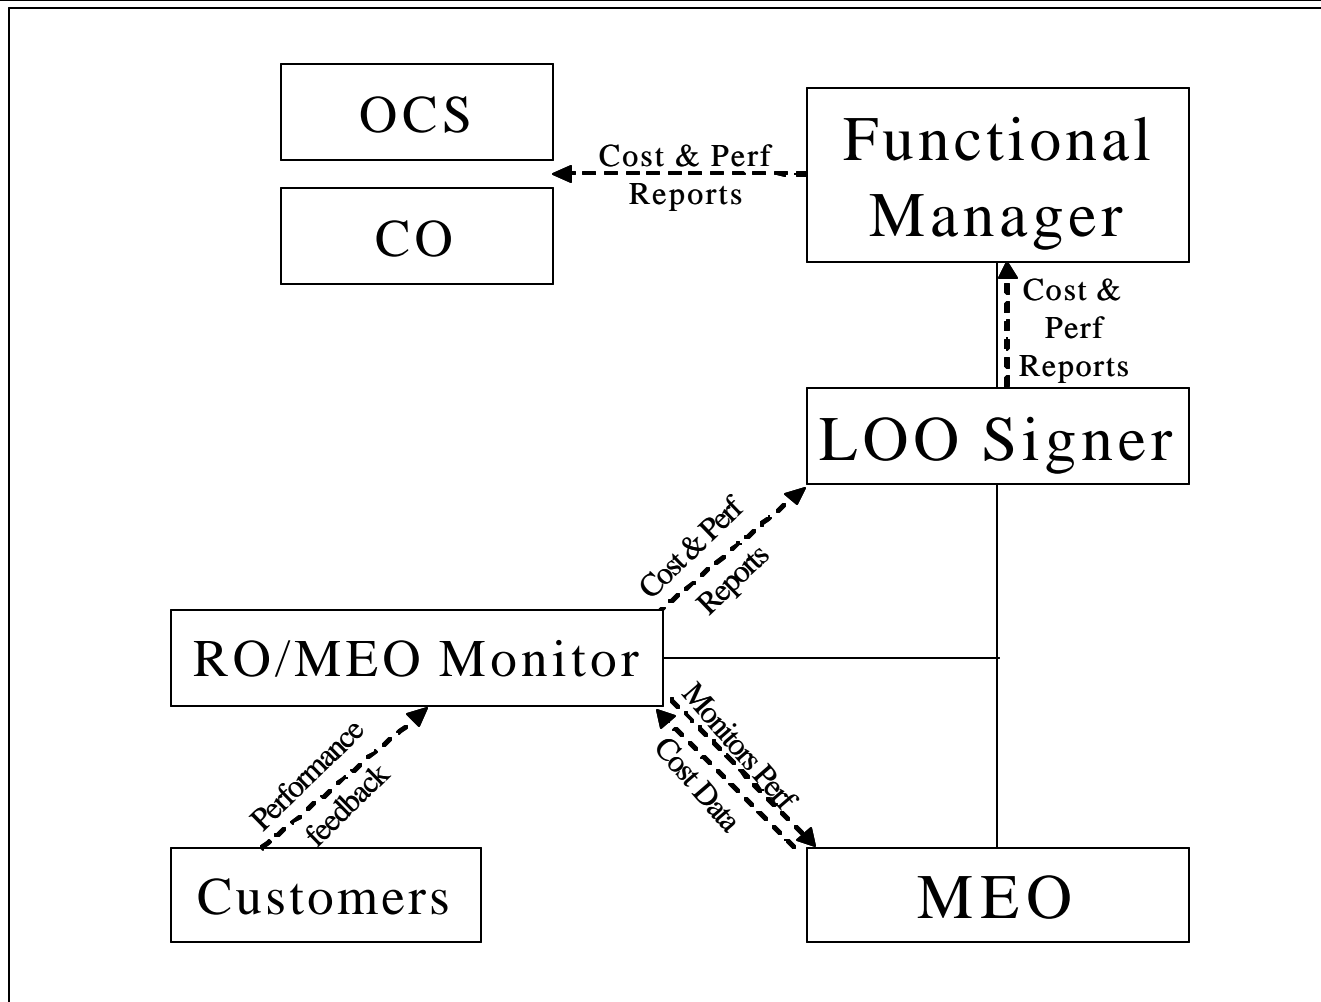 OCS
CO
Cost & Perf
Reports
Functional
Manager
Cost &
Perf
Reports
LOO Signer
Cost & Perf
Reports
RO/MEO Monitor
Monitors Perf
Cost Data
Performance
feedback
Customers
MEO